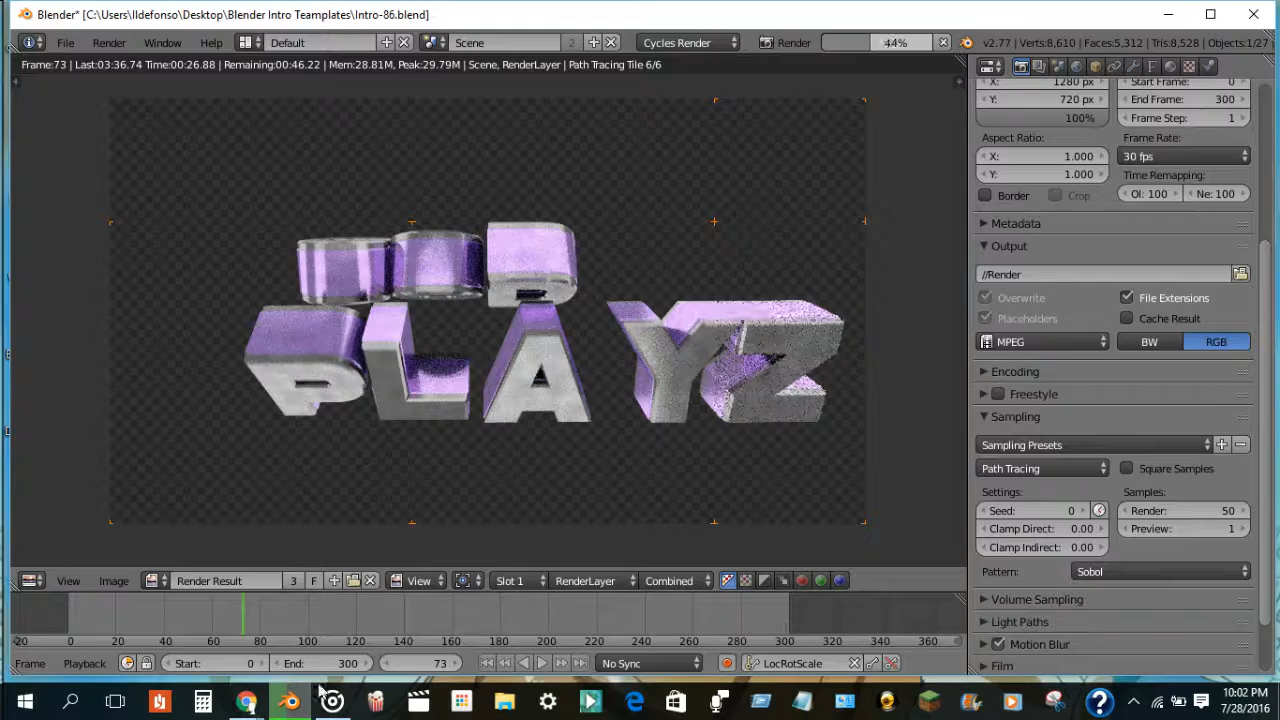 Blender* [C:\Users\Ildefonso\Desktop\Blender Intro Teamplates\Intro-86.blend]
File Render Window Help Default Scene 2 Cycles Render Render 44% v2.77 | Verts:8,610 | Faces:5,312 | Tris:8,528 | Objects:1/27
Frame:73 | Last:03:36.74 Time:00:26.88 | Remaining:00:46.22 | Mem:28.81M, Peak:29.79M | Scene, RenderLayer | Path Tracing Tile 6/6
X: 1280 px Start Frame: 0
Y: 720 px End Frame: 300
100% Frame Step: 1
Aspect Ratio: Frame Rate:
X: 1.000 30 fps
Y: 1.000 Time Remapping:
Border Crop Ol: 100 Ne: 100
Metadata
Output
//Render
Overwrite File Extensions
Placeholders Cache Result
MPEG BW RGB
Encoding
Freestyle
Sampling
Sampling Presets
Path Tracing Square Samples
Settings: Samples:
Seed: 0 Render: 50
Clamp Direct: 0.00 Preview: 1
Clamp Indirect: 0.00
Pattern: Sobol
Volume Sampling
Light Paths
Motion Blur
Film
PLAYZ
View Image Render Result 3 F View Slot 1 RenderLayer Combined
-20 0 20 40 60 80 100 120 140 160 180 200 220 240 260 280 300 320 340 360
Frame Playback Start: 0 End: 300 73 No Sync LocRotScale
10:02 PM
7/28/2016